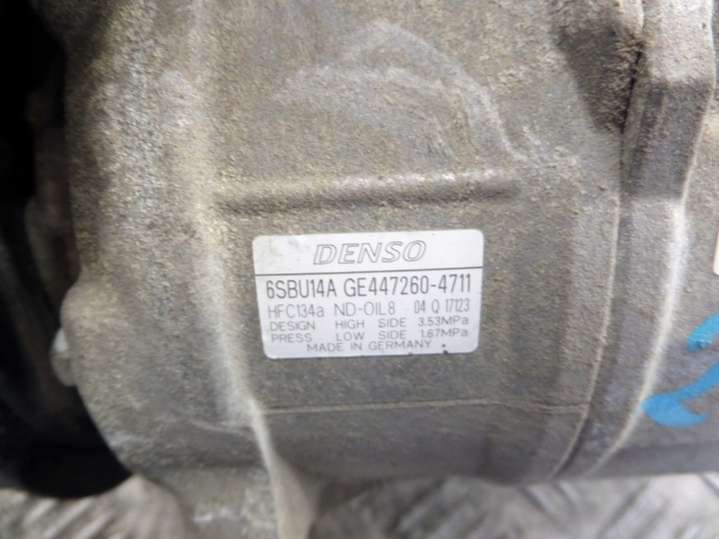 DENSO
6SBU14A GE447260-4711
HFC134a ND-OIL8 04 Q 17123
DESIGN HIGH SIDE 3.53MPa
PRESS LOW SIDE 1.67MPa
MADE IN GERMANY